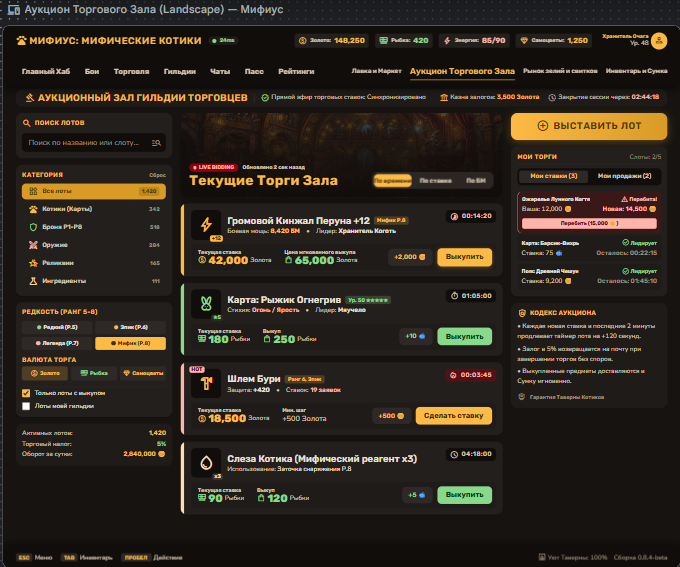 Аукцион Торгового Зала (Landscape) — Мифиус
МИФИУС: МИФИЧЕСКИЕ КОТИКИ
24ms
Золото: 148,250
Рыбка: 420
Энергия: 85/90
Самоцветы: 1,250
Хранитель Очага
Ур. 48
Главный Хаб
Бои
Торговля
Гильдии
Чаты
Пасс
Рейтинги
Лавка и Маркет
Аукцион Торгового Зала
Рынок зелий и свитков
Инвентарь и Сумка
АУКЦИОННЫЙ ЗАЛ ГИЛЬДИИ ТОРГОВЦЕВ
Прямой эфир торговых ставок: Синхронизировано
Казна залогов: 3,500 Золота
Закрытие сессии через: 02:44:18
ПОИСК ЛОТОВ
Поиск по названию или слоту...
КАТЕГОРИЯ
Сброс
Все лоты 1,420
Котики (Карты) 342
Броня Р1-Р8 518
Оружие 284
Реликвии 165
Ингредиенты 111
РЕДКОСТЬ (РАНГ 5-8)
Редкий (Р.5)
Эпик (Р.6)
Легенда (Р.7)
Мифик (Р.8)
ВАЛЮТА ТОРГА
Золото
Рыбка
Самоцветы
Только лоты с выкупом
Лоты моей гильдии
Активных лотов: 1,420
Торговый налог: 5%
Оборот за сутки: 2,840,000
LIVE BIDDING
Обновлено 2 сек назад
Текущие Торги Зала
По времени
По ставке
По БМ
+12
Громовой Кинжал Перуна +12
Мифик Р.8
00:14:20
Боевая мощь: 8,420 БМ • Лидер: Хранитель Коготь
Текущая ставка
42,000 Золота
Цена мгновенного выкупа
65,000 Золота
+2,000
Выкупить
x5
Карта: Рыжик Огнегрив
Ур. 50 ★★★★★
01:05:00
Стихия: Огонь / Ярость • Лидер: Мяучело
Текущая ставка
180 Рыбки
Выкуп
250 Рыбки
+10
Выкупить
HOT
Шлем Бури
Ранг 6, Эпик
00:03:45
Защита: +420 • Ставок: 19 заявок
Текущая ставка
18,500 Золота
Мин. шаг
+500 Золота
+500
Сделать ставку
x3
Слеза Котика (Мифический реагент x3)
04:18:00
Использование: Заточка снаряжения Р.8
Текущая ставка
90 Рыбки
Выкуп
120 Рыбки
+5
Выкупить
ВЫСТАВИТЬ ЛОТ
МОИ ТОРГИ
Слоты: 2/5
Мои ставки (3)
Мои продажи (2)
Ожерелье Лунного Когтя
Перебита!
Ваша: 12,000
Новая: 14,500
Перебить (15.000)
Карта: Барсик-Вихрь
Лидирует
Ставка: 75
Осталось: 00:22:15
Пояс Древней Чащи
Лидирует
Ставка: 9,200
Осталось: 01:45:10
КОДЕКС АУКЦИОНА
• Каждая новая ставка в последние 2 минуты
продлевает таймер лота на +120 секунд.
• Залог в 5% возвращается на почту при
завершении торгов без споров.
• Выкупленные предметы доставляются в
Сумку мгновенно.
Гарантия Таверны Котиков
ESC Меню
TAB Инвентарь
ПРОБЕЛ Действие
Уют Таверны: 100%
Сборка 0.8.4-beta